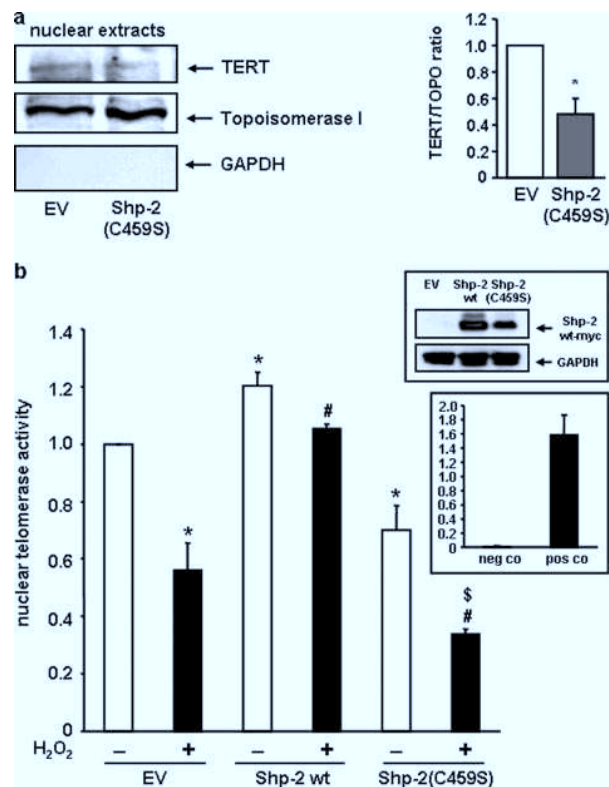 a
nuclear extracts
TERT
Topoisomerase I
GAPDH
EV
Shp-2
(C459S)
TERT/TOPO ratio
1.2
1.0
0.8
0.6
0.4
0.2
0
*
EV
Shp-2
(C459S)
b
EV
Shp-2
wt
Shp-2
(C459S)
Shp-2
wt-myc
GAPDH
2.0
1.8
1.6
1.4
1.2
1.0
0.8
0.6
0.4
0.2
0
neg co
pos co
nuclear telomerase activity
1.4
1.2
1.0
0.8
0.6
0.4
0.2
0
*
*
#
*
$
#
H2O2
– + – + – +
EV
Shp-2 wt
Shp-2(C459S)